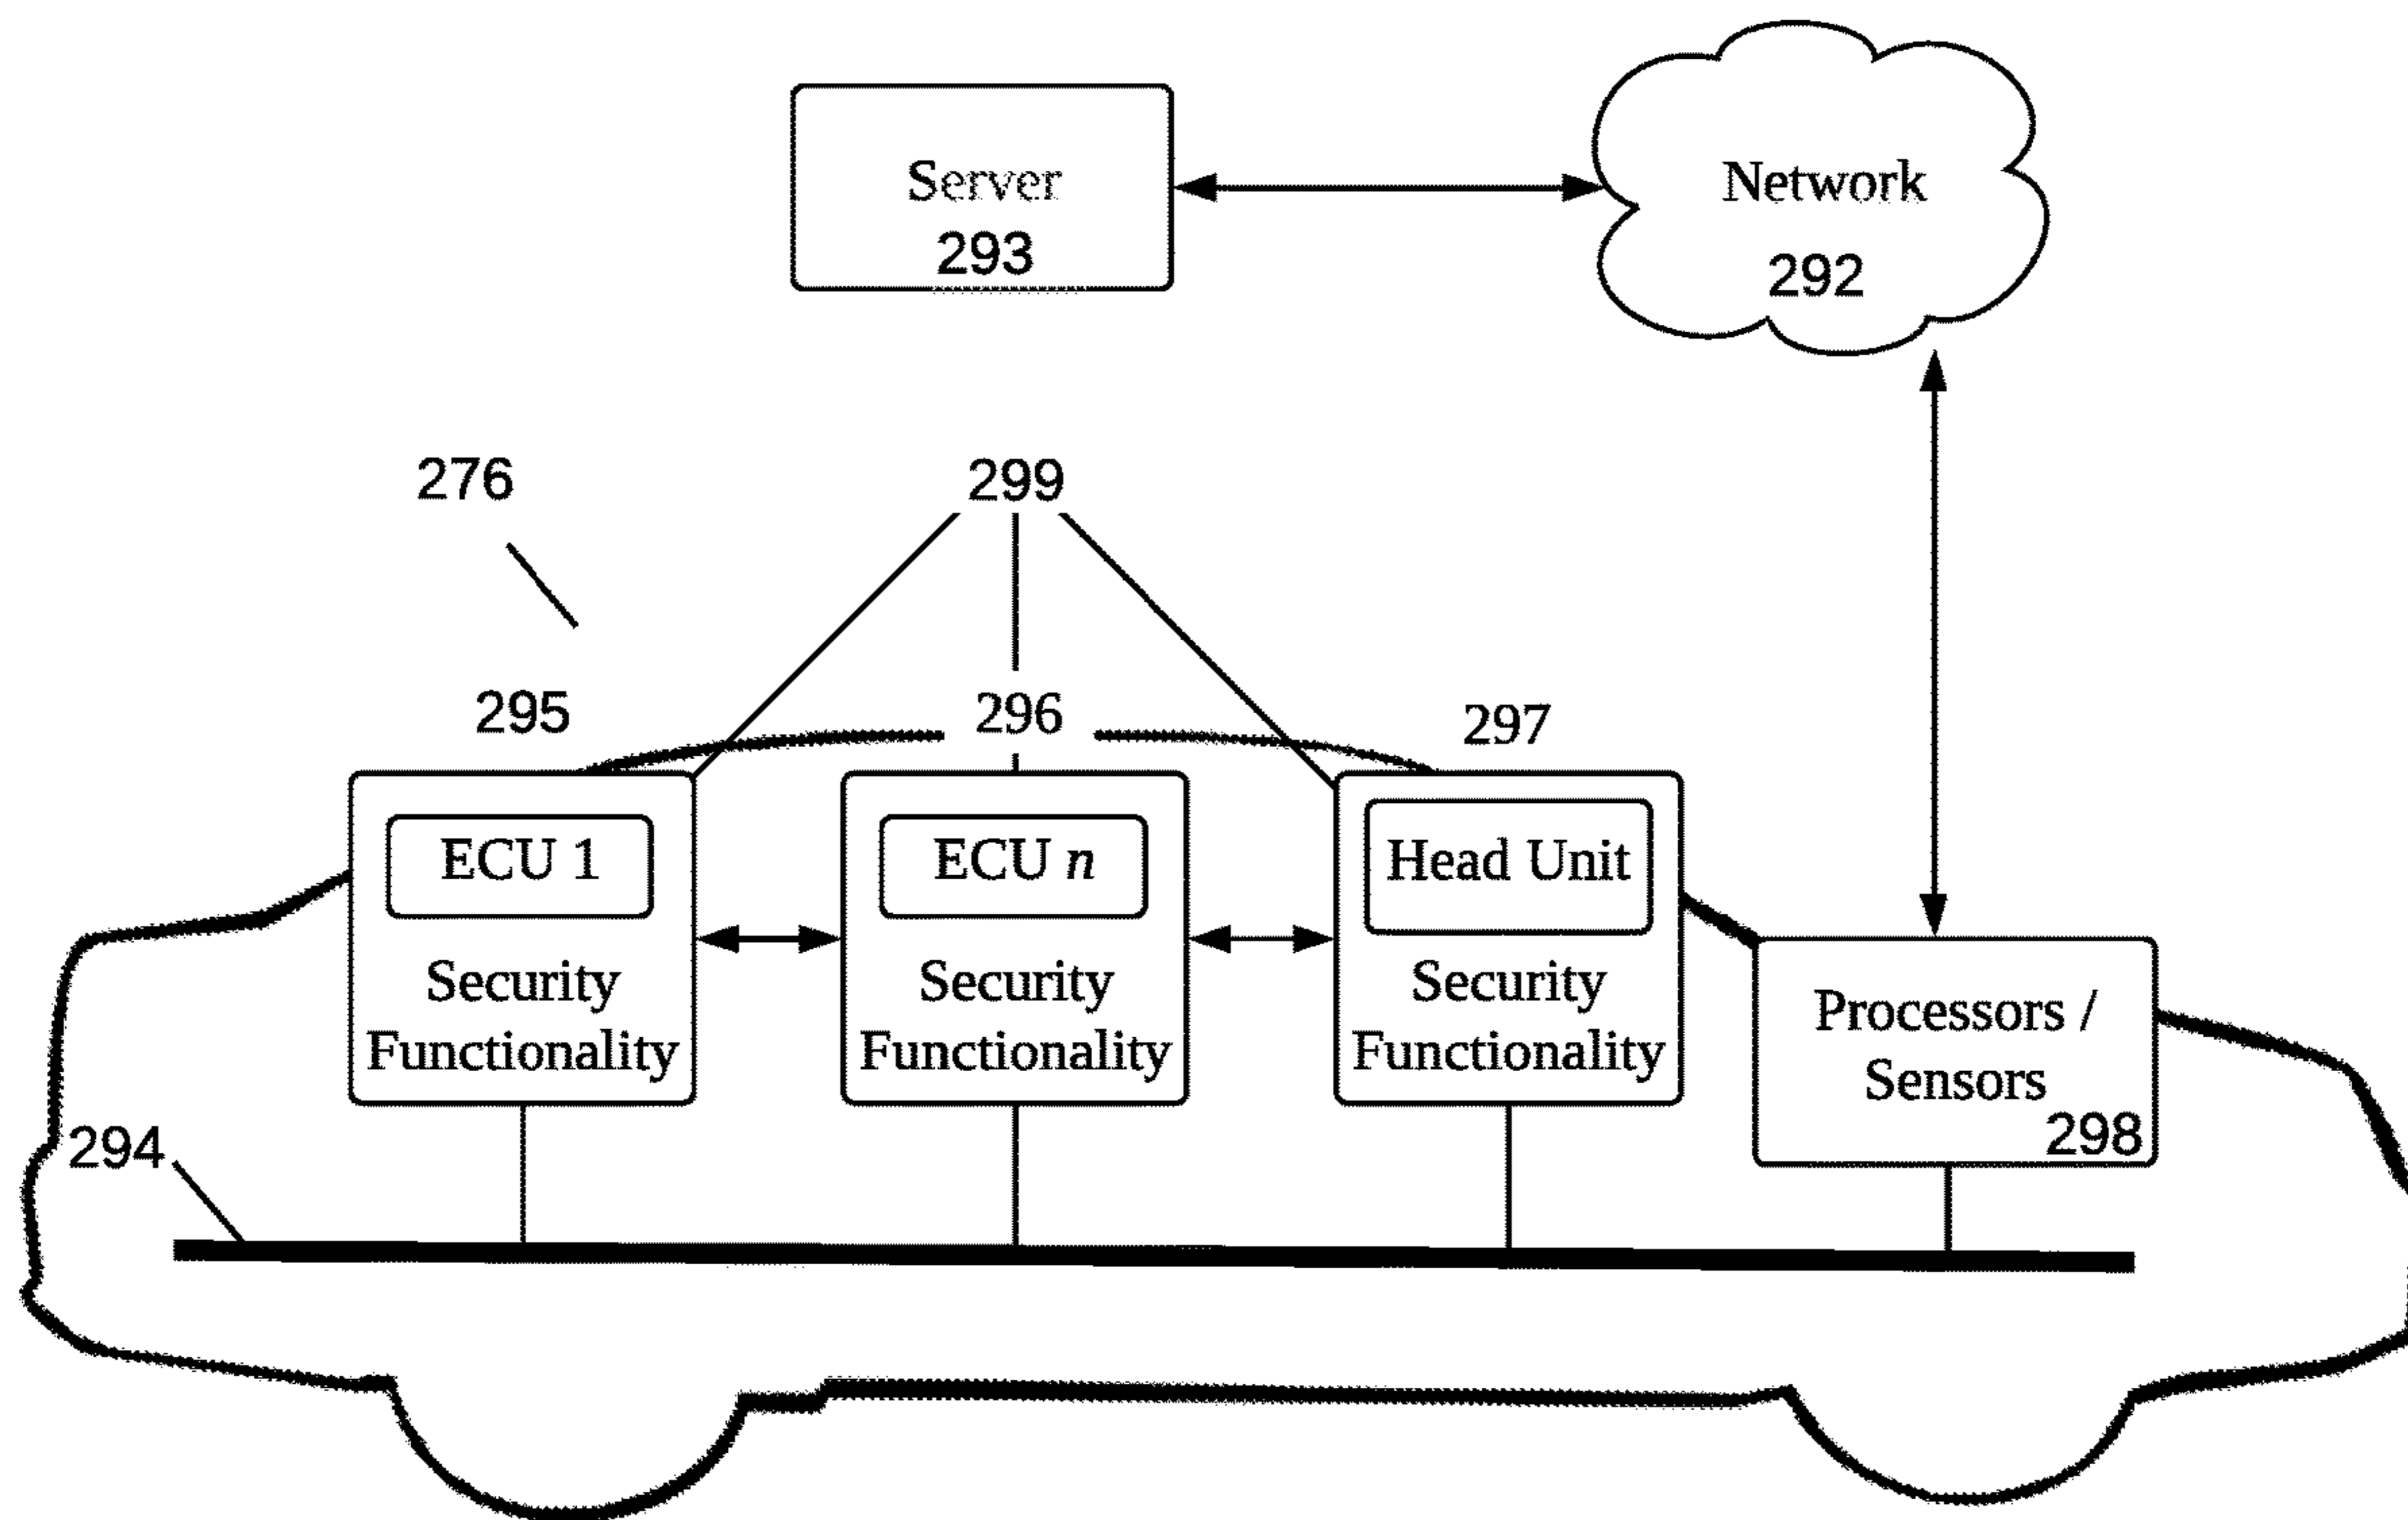 Server
293
Network
292
276
299
295
296
297
ECU 1
Security
Functionality
ECU n
Security
Functionality
Head Unit
Security
Functionality
Processors /
Sensors
298
294